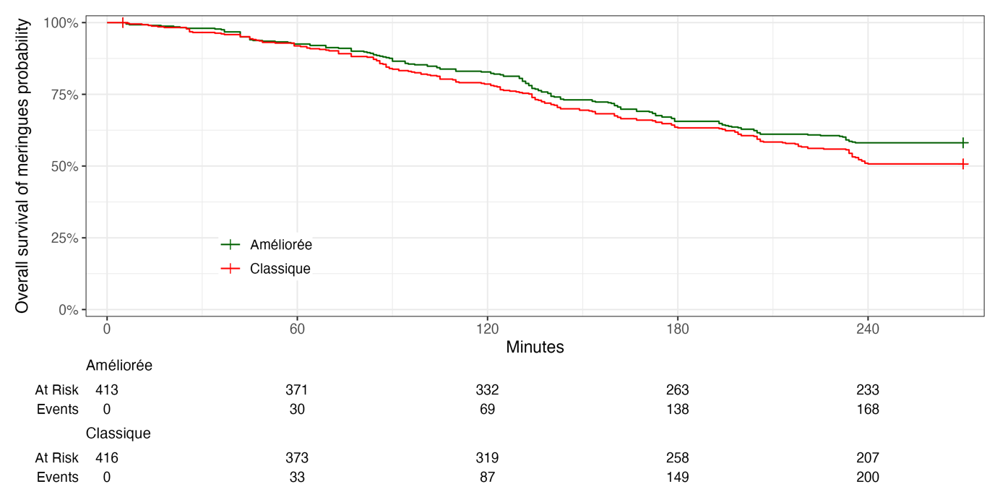 Overall survival of meringues probability
100%
75%
50%
25%
0%
Améliorée
Classique
0 60 120 180 240
Minutes
Améliorée
At Risk 413 371 332 263 233
Events 0 30 69 138 168
Classique
At Risk 416 373 319 258 207
Events 0 33 87 149 200